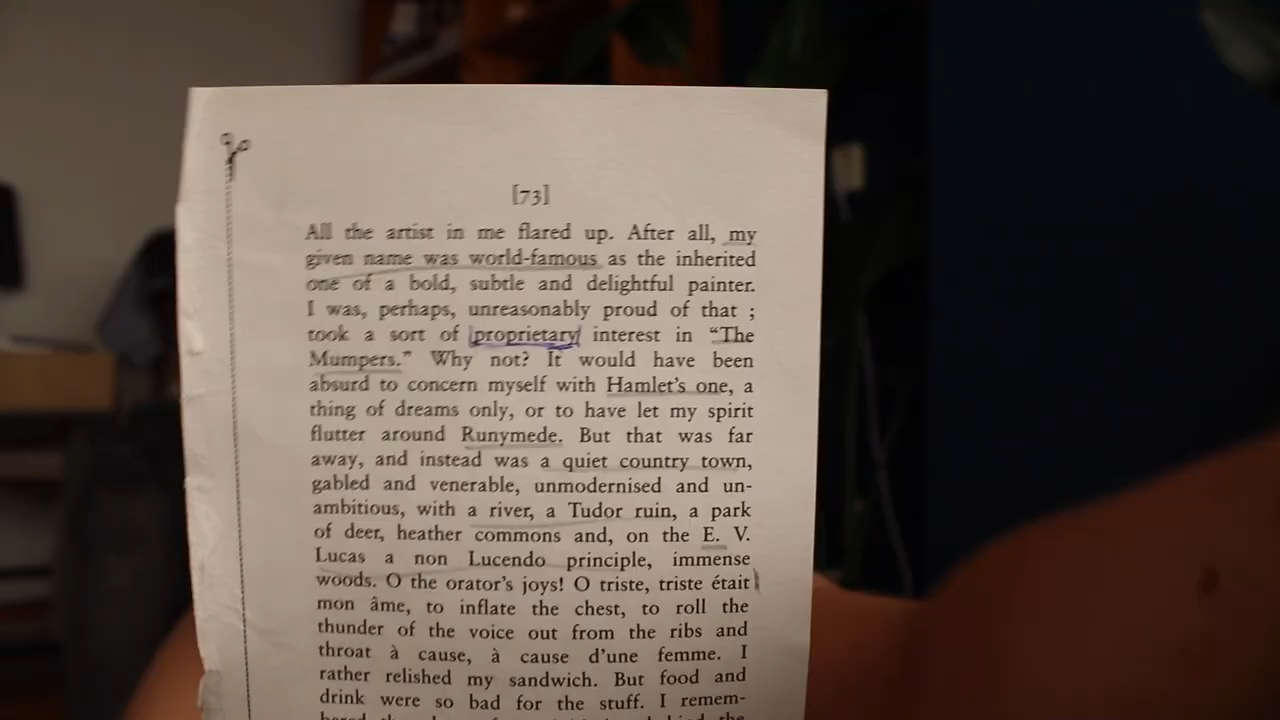 [73]
All the artist in me flared up. After all, my
given name was world-famous as the inherited
one of a bold, subtle and delightful painter.
I was, perhaps, unreasonably proud of that ;
took a sort of proprietary interest in “The
Mumpers.” Why not? It would have been
absurd to concern myself with Hamlet’s one, a
thing of dreams only, or to have let my spirit
flutter around Runymede. But that was far
away, and instead was a quiet country town,
gabled and venerable, unmodernised and un-
ambitious, with a river, a Tudor ruin, a park
of deer, heather commons and, on the E. V.
Lucas a non Lucendo principle, immense
woods. O the orator’s joys! O triste, triste était
mon âme, to inflate the chest, to roll the
thunder of the voice out from the ribs and
throat à cause, à cause d’une femme. I
rather relished my sandwich. But food and
drink were so bad for the stuff. I remem-